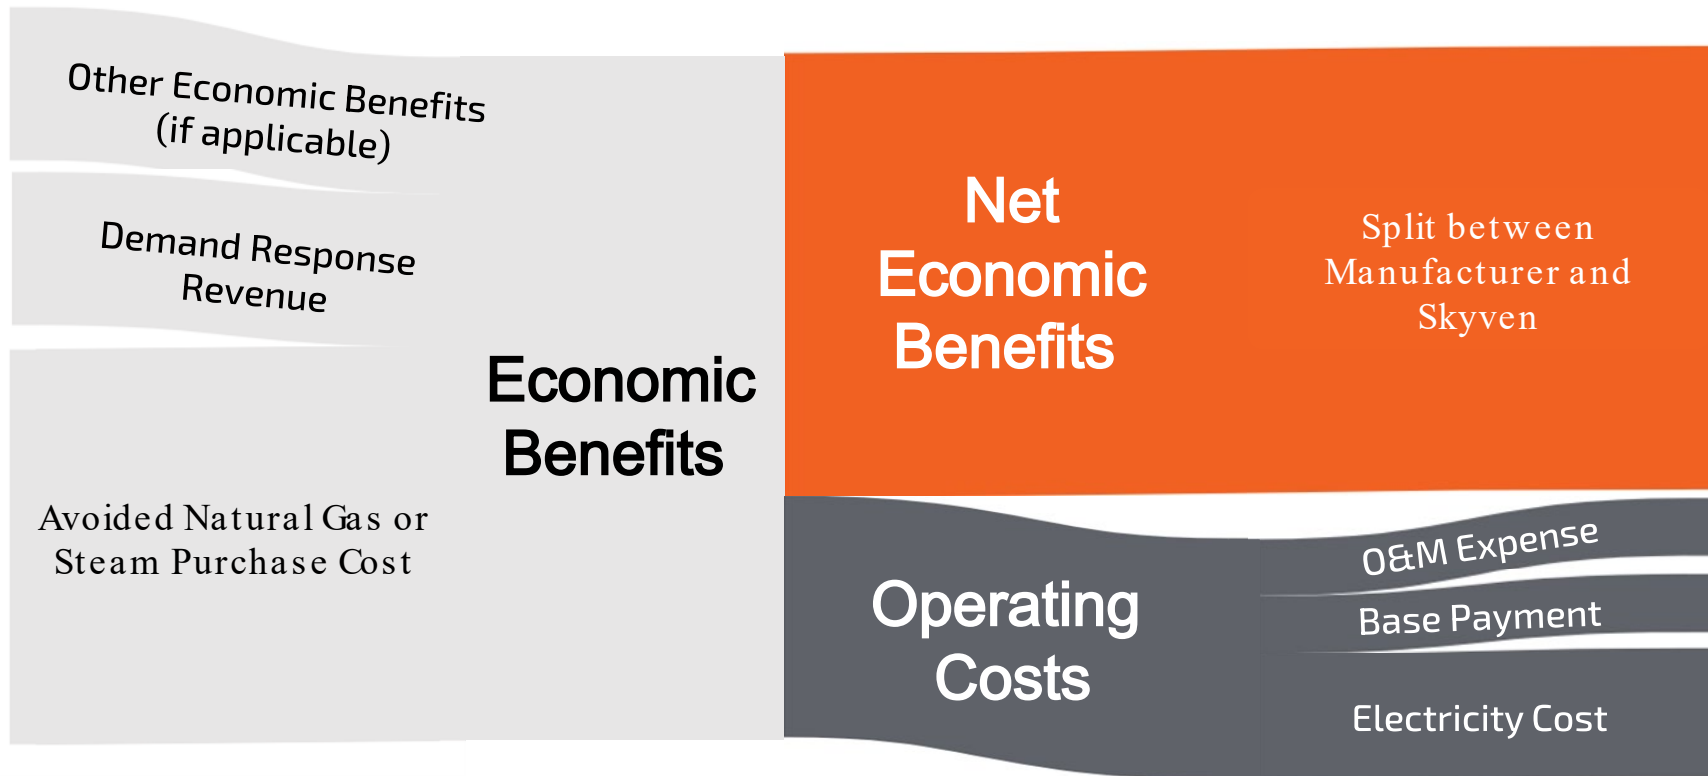 Other Economic Benefits
(if applicable)
Demand Response
Revenue
Avoided Natural Gas or
Steam Purchase Cost
Economic
Benefits
Net
Economic
Benefits
Split between
Manufacturer and
Skyven
Operating
Costs
O&M Expense
Base Payment
Electricity Cost